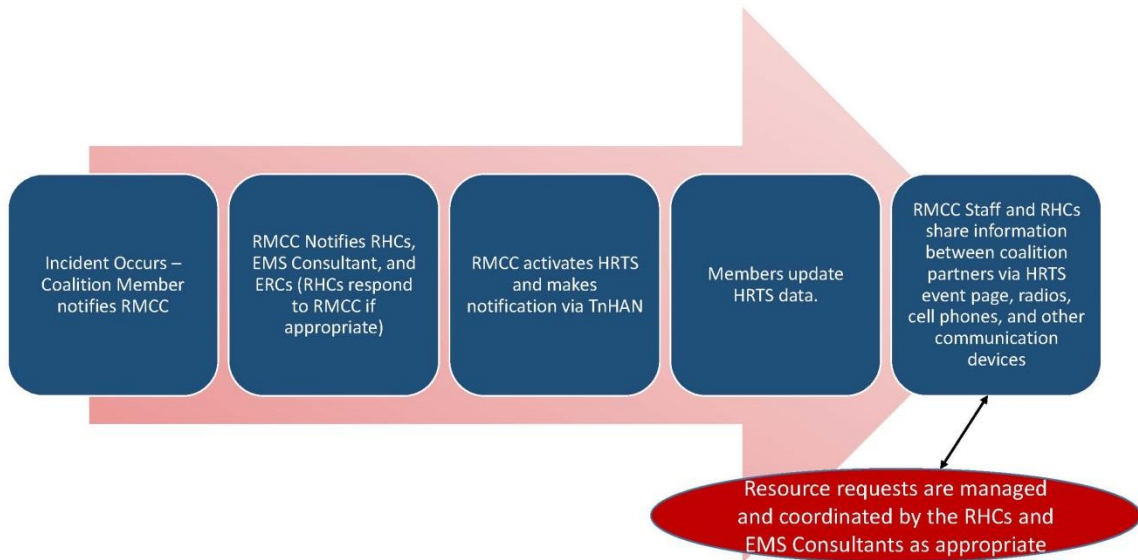 Incident Occurs –
Coalition Member
notifies RMCC
RMCC Notifies RHCs,
EMS Consultant, and
ERCs (RHCs respond
to RMCC if
appropriate)
RMCC activates HRTS
and makes
notification via TnHAN
Members update
HRTS data.
RMCC Staff and RHCs
share information
between coalition
partners via HRTS
event page, radios,
cell phones, and other
communication
devices
Resource requests are managed
and coordinated by the RHCs and
EMS Consultants as appropriate